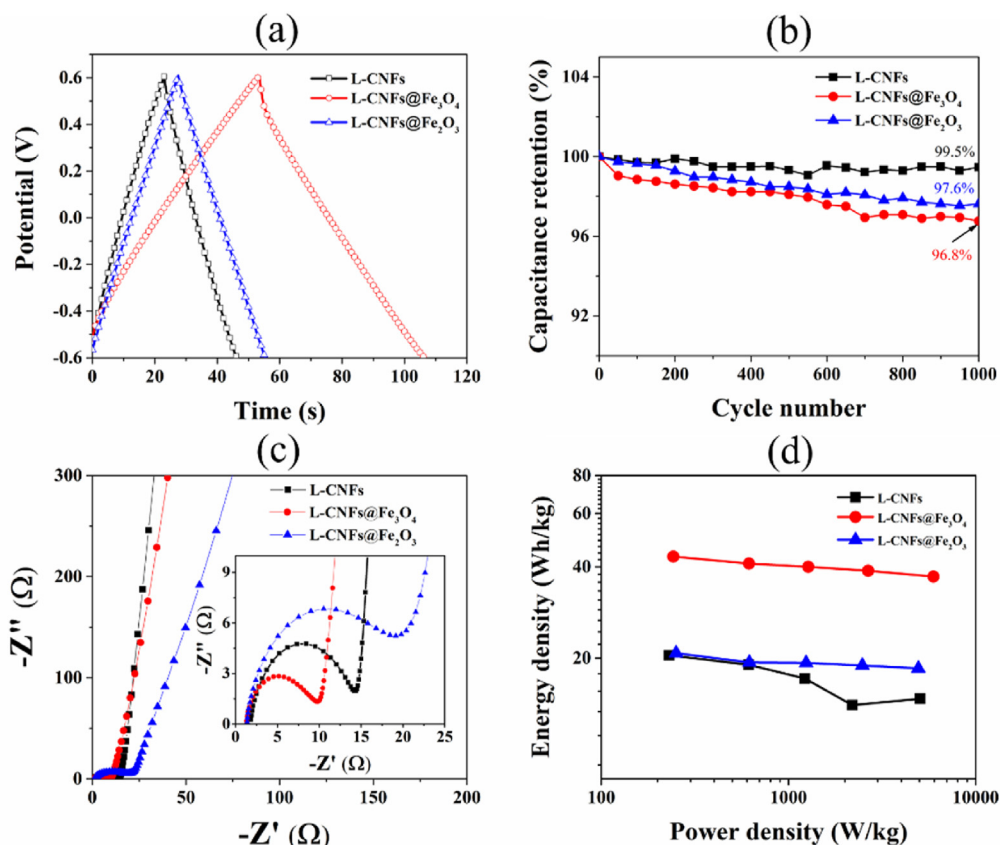 (a)
L-CNFs
L-CNFs@Fe₃O₄
L-CNFs@Fe₂O₃
Potential (V)
0.6
0.4
0.2
0.0
-0.2
-0.4
-0.6
0 20 40 60 80 100 120
Time (s)
(b)
L-CNFs
L-CNFs@Fe₃O₄
L-CNFs@Fe₂O₃
Capacitance retention (%)
104
100
96
92
99.5%
97.6%
96.8%
0 200 400 600 800 1000
Cycle number
(c)
L-CNFs
L-CNFs@Fe₃O₄
L-CNFs@Fe₂O₃
-Z'' (Ω)
300
200
100
0
0 50 100 150 200
-Z' (Ω)
-Z'' (Ω)
9
6
3
0
0 5 10 15 20 25
-Z' (Ω)
(d)
L-CNFs
L-CNFs@Fe₃O₄
L-CNFs@Fe₂O₃
Energy density (Wh/kg)
80
60
40
20
100 1000 10000
Power density (W/kg)